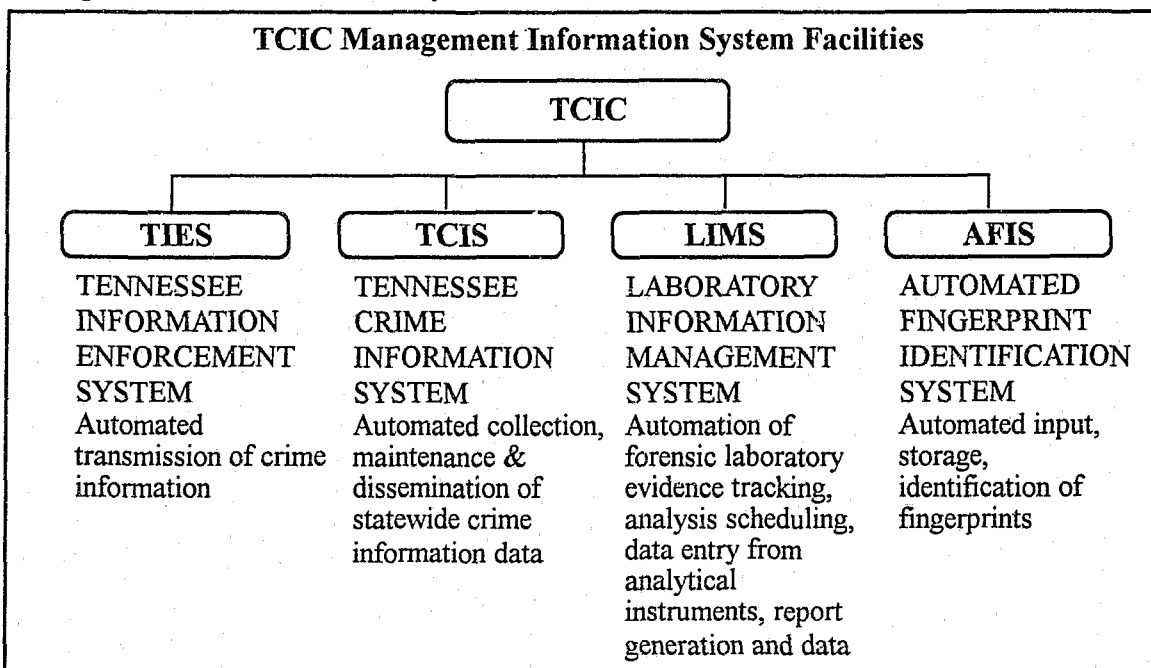 TCIC Management Information System Facilities
TCIC
TIES
TENNESSEE
INFORMATION
ENFORCEMENT
SYSTEM
Automated
transmission of crime
information
TCIS
TENNESSEE
CRIME
INFORMATION
SYSTEM
Automated collection,
maintenance &
dissemination of
statewide crime
information data
LIMS
LABORATORY
INFORMATION
MANAGEMENT
SYSTEM
Automation of
forensic laboratory
evidence tracking,
analysis scheduling,
data entry from
analytical
instruments, report
generation and data
AFIS
AUTOMATED
FINGERPRINT
IDENTIFICATION
SYSTEM
Automated input,
storage,
identification of
fingerprints